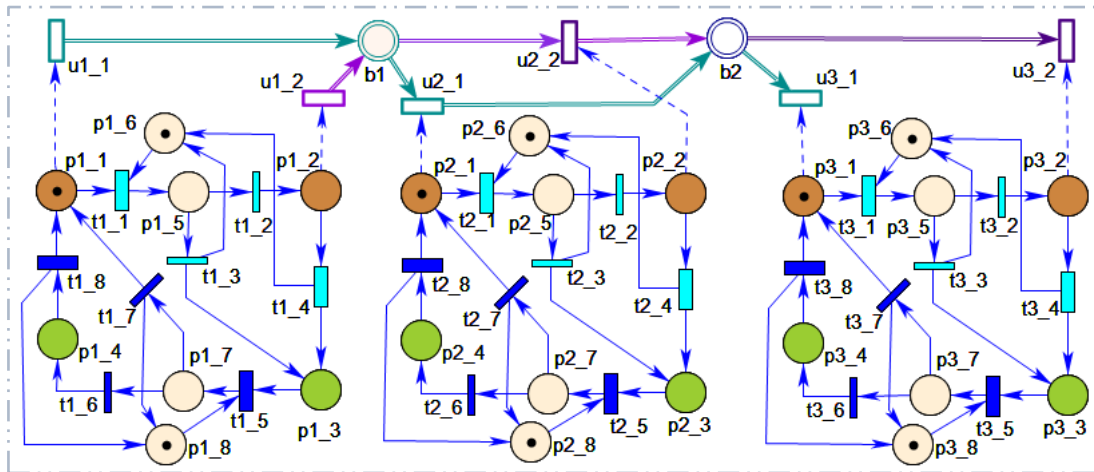 u1_1 u1_2 b1 u2_1 u2_2 b2 u3_1 u3_2
p1_6 p2_6 p3_6
p1_1 p1_2 p2_1 p2_2 p3_1 p3_2
t1_1 p1_5 t1_2 t2_1 p2_5 t2_2 t3_1 p3_5 t3_2
t1_8 t1_3 t2_8 t2_3 t3_8 t3_3
t1_7 t1_4 t2_7 t2_4 t3_7 t3_4
p1_4 p1_7 p2_4 p2_7 p3_4 p3_7
t1_6 t1_5 t2_6 t2_5 t3_6 t3_5
p1_8 p1_3 p2_8 p2_3 p3_8 p3_3